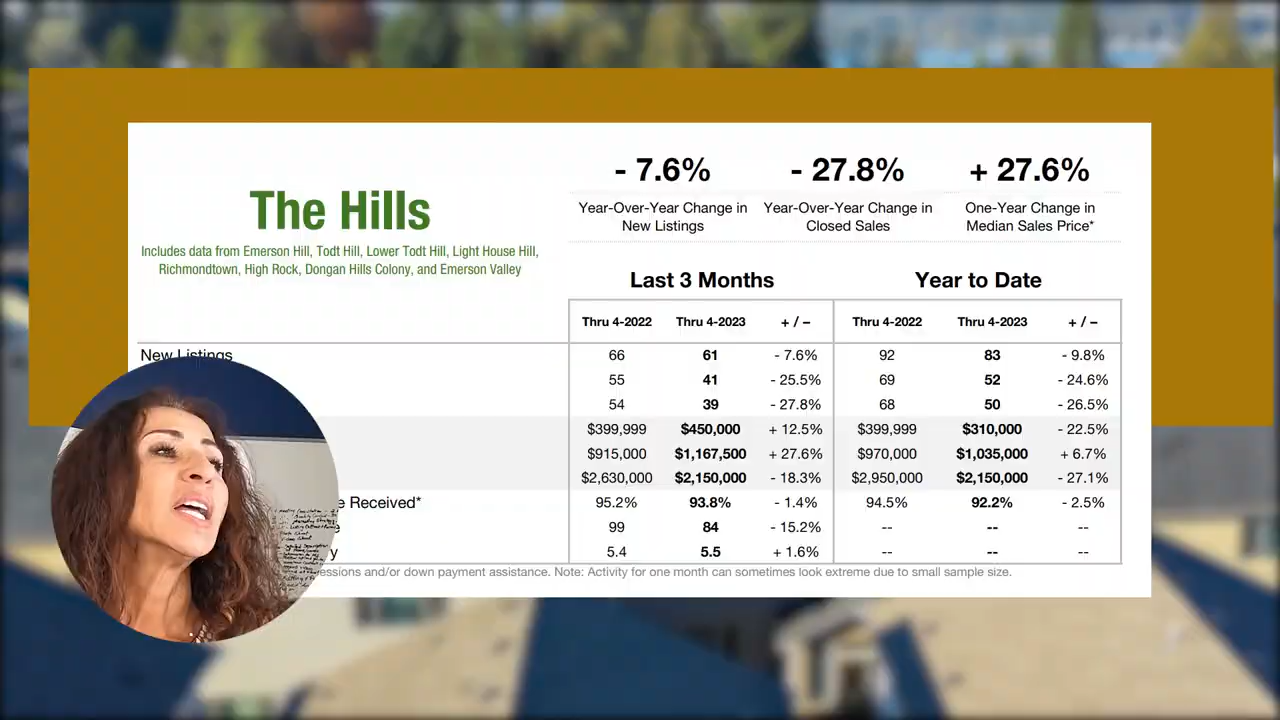 - 7.6%
- 27.8%
+ 27.6%
Year-Over-Year Change in
New Listings
Year-Over-Year Change in
Closed Sales
One-Year Change in
Median Sales Price*
The Hills
Includes data from Emerson Hill, Todt Hill, Lower Todt Hill, Light House Hill,
Richmondtown, High Rock, Dongan Hills Colony, and Emerson Valley
Last 3 Months Year to Date
Thru 4-2022 Thru 4-2023 + / – Thru 4-2022 Thru 4-2023 + / –
New Listings 66 61 - 7.6% 92 83 - 9.8%
55 41 - 25.5% 69 52 - 24.6%
54 39 - 27.8% 68 50 - 26.5%
$399,999 $450,000 + 12.5% $399,999 $310,000 - 22.5%
$915,000 $1,167,500 + 27.6% $970,000 $1,035,000 + 6.7%
$2,630,000 $2,150,000 - 18.3% $2,950,000 $2,150,000 - 27.1%
Received* 95.2% 93.8% - 1.4% 94.5% 92.2% - 2.5%
99 84 - 15.2% -- -- --
5.4 5.5 + 1.6% -- -- --
and/or down payment assistance. Note: Activity for one month can sometimes look extreme due to small sample size.